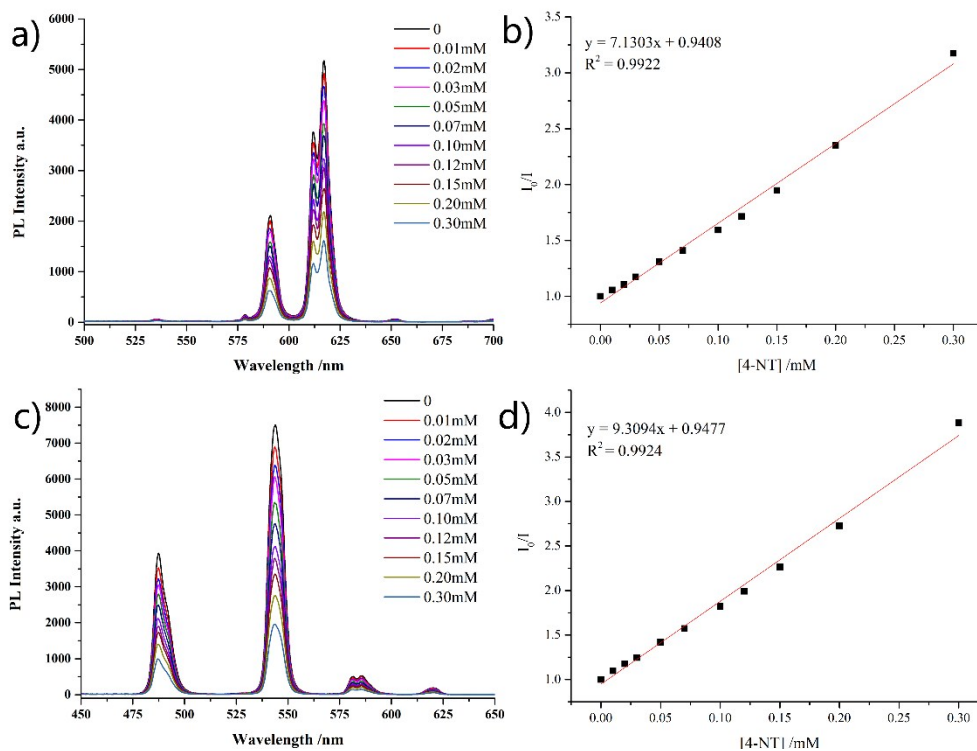 a)
PL Intensity a.u.
6000
5000
4000
3000
2000
1000
0
500
525
550
575
600
625
650
675
700
Wavelength /nm
0
0.01mM
0.02mM
0.03mM
0.05mM
0.07mM
0.10mM
0.12mM
0.15mM
0.20mM
0.30mM
b)
y = 7.1303x + 0.9408
R² = 0.9922
I₀/I
3.5
3.0
2.5
2.0
1.5
1.0
0.00
0.05
0.10
0.15
0.20
0.25
0.30
[4-NT] /mM
c)
PL Intensity a.u.
8000
7000
6000
5000
4000
3000
2000
1000
0
450
475
500
525
550
575
600
625
650
Wavelength /nm
0
0.01mM
0.02mM
0.03mM
0.05mM
0.07mM
0.10mM
0.12mM
0.15mM
0.20mM
0.30mM
d)
y = 9.3094x + 0.9477
R² = 0.9924
I₀/I
4.0
3.5
3.0
2.5
2.0
1.5
1.0
0.00
0.05
0.10
0.15
0.20
0.25
0.30
[4-NT] /mM